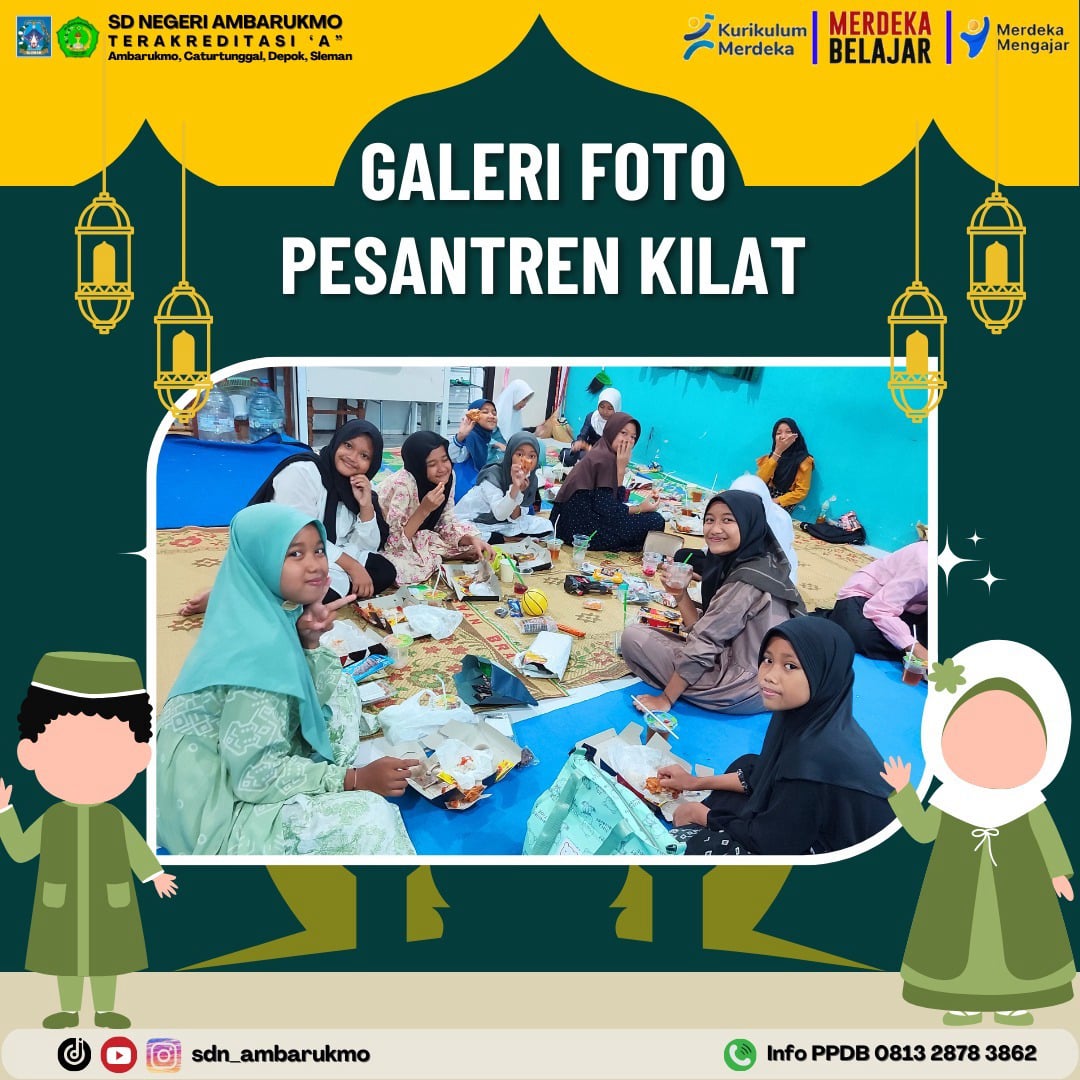 SD NEGERI AMBARUKMO
TERAKREDITASI ‘A”
Ambarukmo, Caturtunggal, Depok, Sleman
Kurikulum
Merdeka
MERDEKA
BELAJAR
Merdeka
Mengajar
GALERI FOTO
PESANTREN KILAT
sdn_ambarukmo
Info PPDB 0813 2878 3862